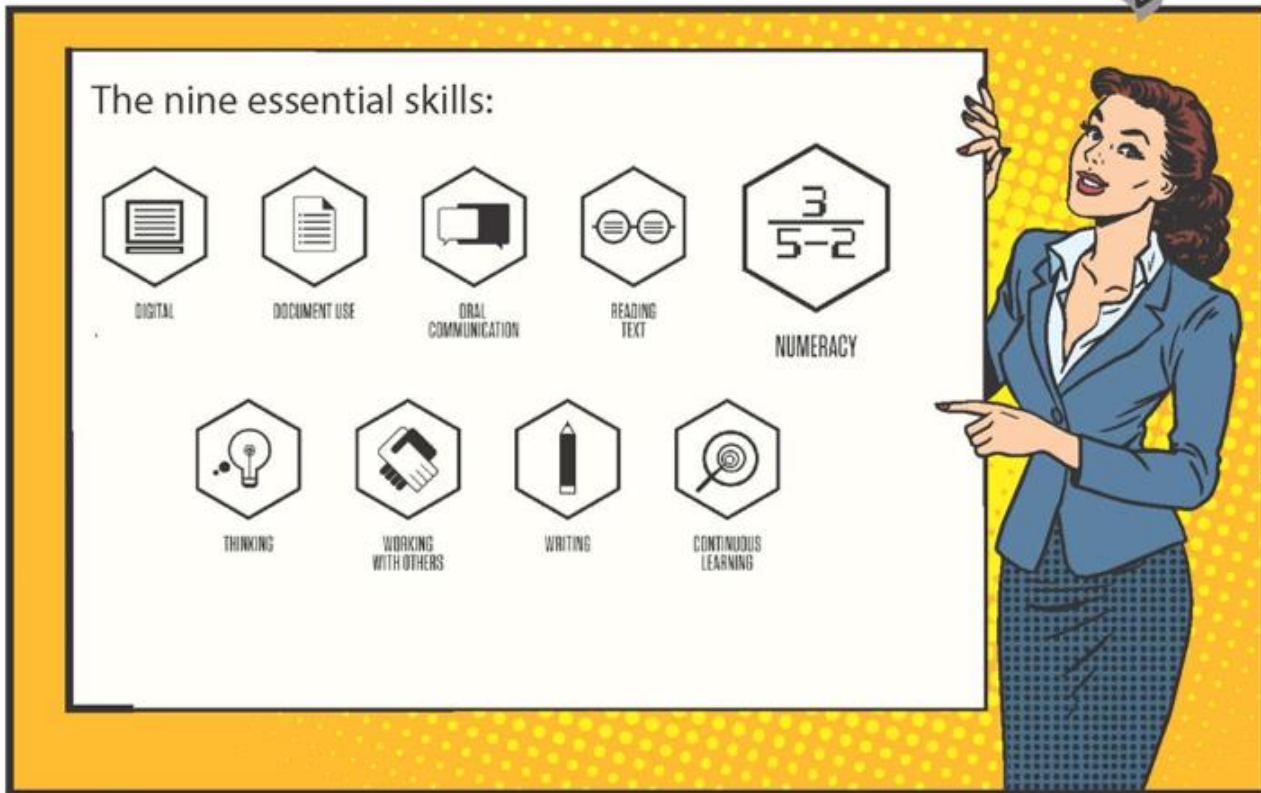 The nine essential skills:
3
5-2
DIGITAL
DOCUMENT USE
ORAL
COMMUNICATION
READING
TEXT
NUMERACY
THINKING
WORKING
WITH OTHERS
WRITING
CONTINUOUS
LEARNING